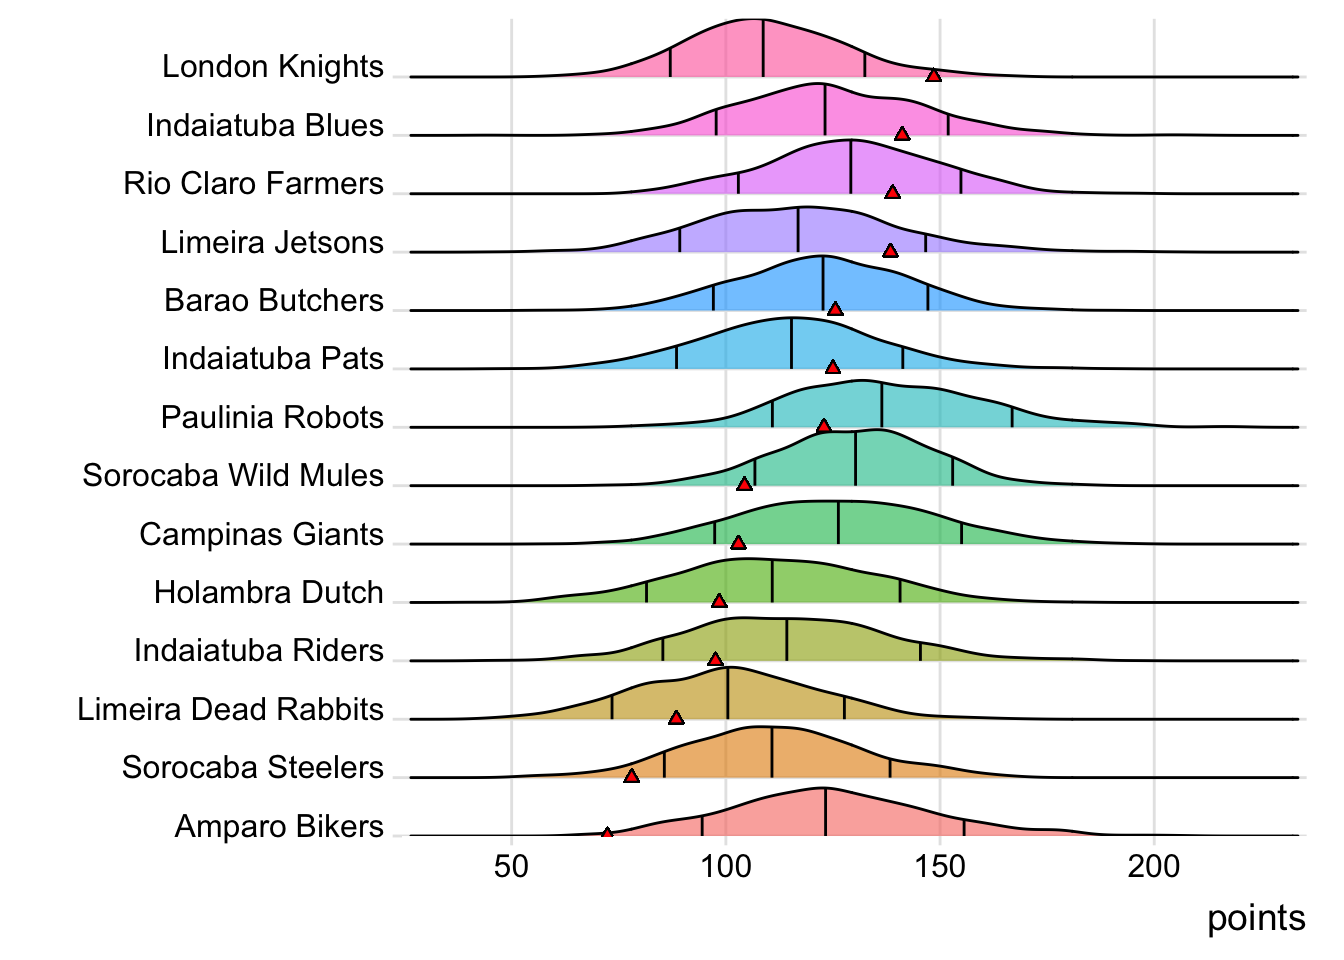 London Knights
Indaiatuba Blues
Rio Claro Farmers
Limeira Jetsons
Barao Butchers
Indaiatuba Pats
Paulinia Robots
Sorocaba Wild Mules
Campinas Giants
Holambra Dutch
Indaiatuba Riders
Limeira Dead Rabbits
Sorocaba Steelers
Amparo Bikers
50 100 150 200
points